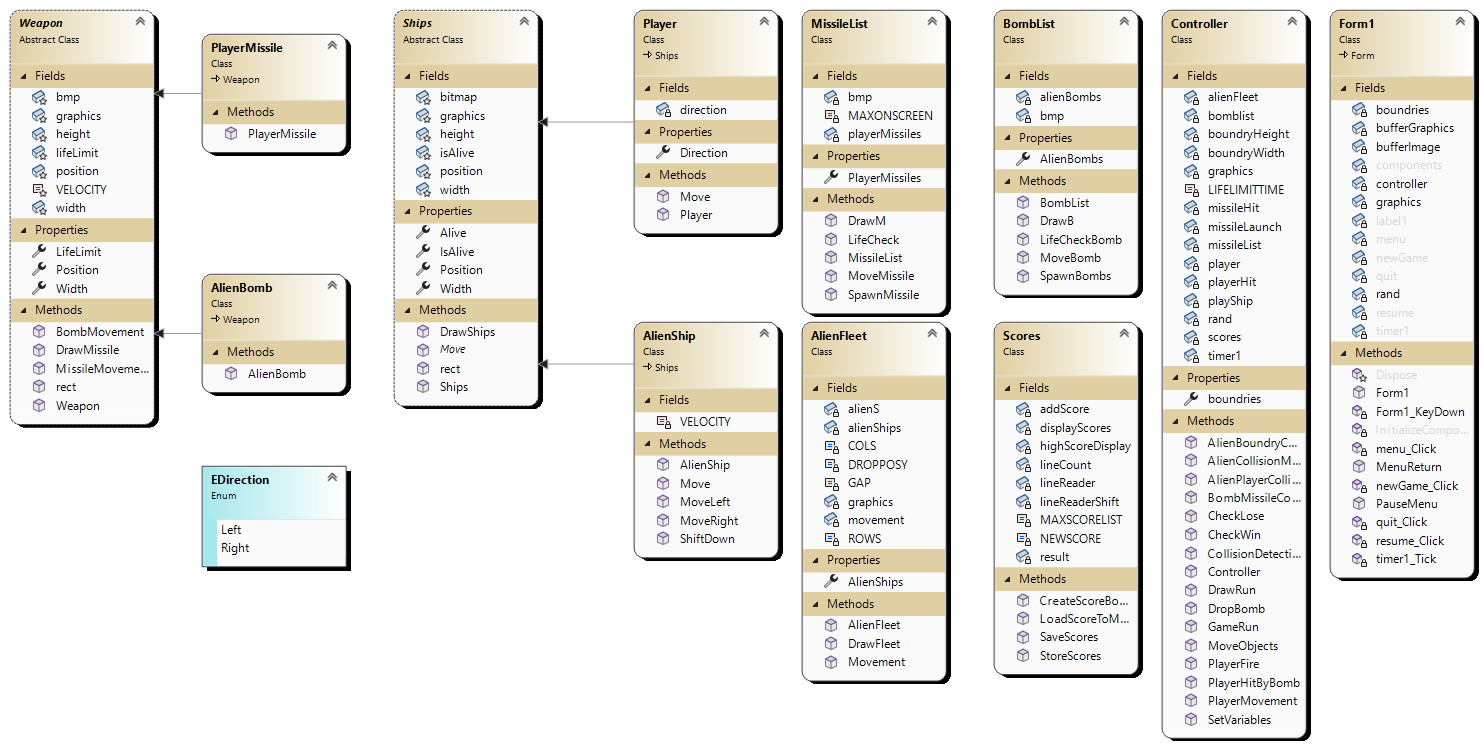 Weapon
Abstract Class
Fields
bmp
graphics
height
lifeLimit
position
VELOCITY
width
Properties
LifeLimit
Position
Width
Methods
BombMovement
DrawMissile
MissileMoveme...
rect
Weapon
PlayerMissile
Class
Weapon
Methods
PlayerMissile
AlienBomb
Class
Weapon
Methods
AlienBomb
EDirection
Enum
Left
Right
Ships
Abstract Class
Fields
bitmap
graphics
height
isAlive
position
width
Properties
Alive
IsAlive
Position
Width
Methods
DrawShips
Move
rect
Ships
Player
Class
Ships
Fields
direction
Properties
Direction
Methods
Move
Player
AlienShip
Class
Ships
Fields
VELOCITY
Methods
AlienShip
Move
MoveLeft
MoveRight
ShiftDown
MissileList
Class
Fields
bmp
MAXONSCREEN
playerMissiles
Properties
PlayerMissiles
Methods
DrawM
LifeCheck
MissileList
MoveMissile
SpawnMissile
AlienFleet
Class
Fields
alienS
alienShips
COLS
DROPPOSY
GAP
graphics
movement
ROWS
Properties
AlienShips
Methods
AlienFleet
DrawFleet
Movement
BombList
Class
Fields
alienBombs
bmp
Properties
AlienBombs
Methods
BombList
DrawB
LifeCheckBomb
MoveBomb
SpawnBombs
Scores
Class
Fields
addScore
displayScores
highScoreDisplay
lineCount
lineReader
lineReaderShift
MAXSCORELIST
NEWSCORE
result
Methods
CreateScoreBo...
LoadScoreToM...
SaveScores
StoreScores
Controller
Class
Fields
alienFleet
bomblist
boundryHeight
boundryWidth
graphics
LIFELIMITTIME
missileHit
missileLaunch
missileList
player
playerHit
playShip
rand
scores
timer1
Properties
boundries
Methods
AlienBoundryC...
AlienCollisionM...
AlienPlayerColli...
BombMissileCo...
CheckLose
CheckWin
CollisionDetecti...
Controller
DrawRun
DropBomb
GameRun
MoveObjects
PlayerFire
PlayerHitByBomb
PlayerMovement
SetVariables
Form1
Class
Form
Fields
boundries
bufferGraphics
bufferImage
components
controller
graphics
label1
menu
newGame
quit
rand
resume
timer1
Methods
Dispose
Form1
Form1_KeyDown
InitializeCompo...
menu_Click
MenuReturn
newGame_Click
PauseMenu
quit_Click
resume_Click
timer1_Tick